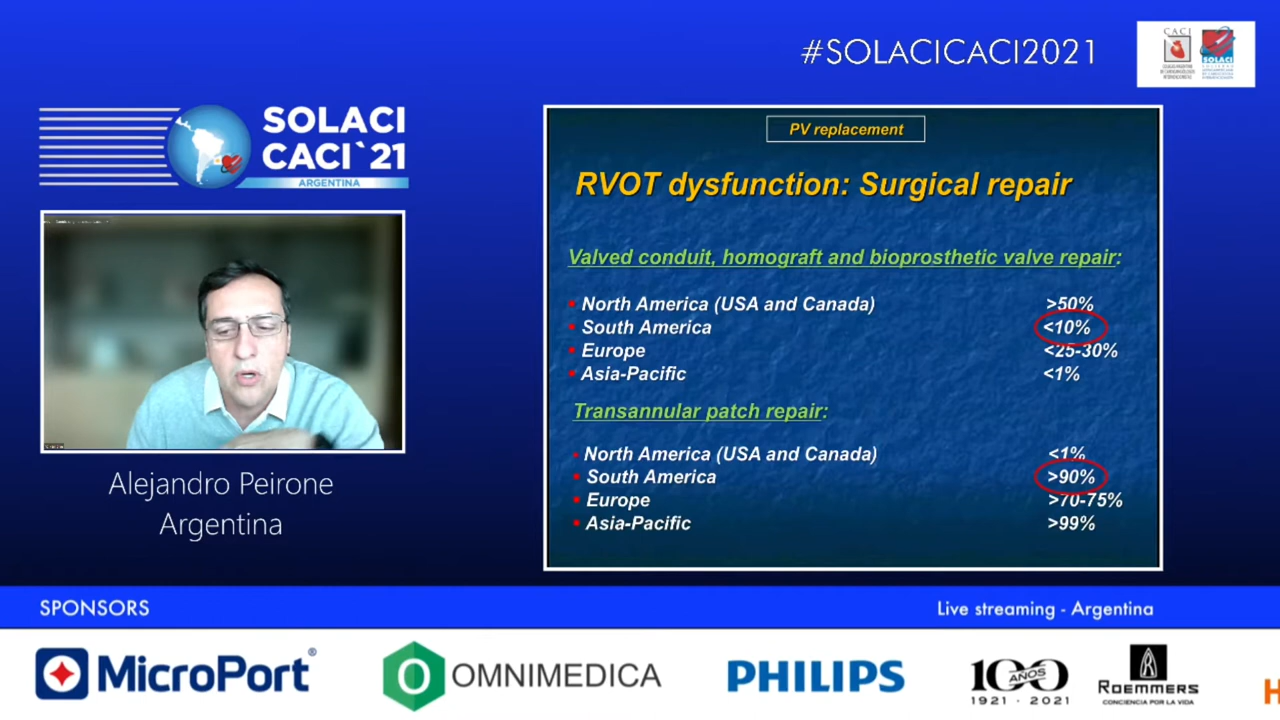 #SOLACICACI2021
CACI
SOLACI
SOLACI
CACI`21
ARGENTINA
Alejandro Peirone
Argentina
PV replacement
RVOT dysfunction: Surgical repair
Valved conduit, homograft and bioprosthetic valve repair:
North America (USA and Canada) >50%
South America <10%
Europe <25-30%
Asia-Pacific <1%
Transannular patch repair:
North America (USA and Canada) <1%
South America >90%
Europe >70-75%
Asia-Pacific >99%
SPONSORS
Live streaming - Argentina
MicroPort®
OMNIMEDICA
PHILIPS
100 AÑOS
1921 · 2021
ROEMMERS
CONCIENCIA POR LA VIDA
H